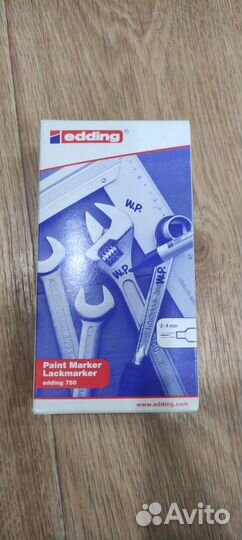 edding®
W.P.
W.P.
W.P.
2-4 mm
Paint Marker
Lackmarker
edding 750
www.edding.com
Avito